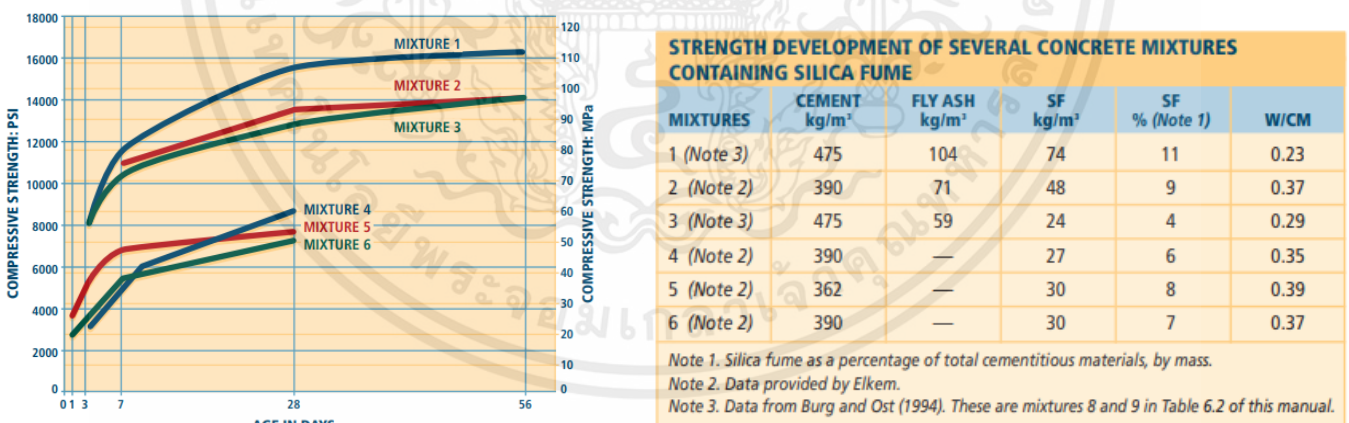 18000
16000
14000
12000
10000
8000
6000
4000
2000
0
COMPRESSIVE STRENGTH: PSI
MIXTURE 1
MIXTURE 2
MIXTURE 3
MIXTURE 4
MIXTURE 5
MIXTURE 6
120
110
100
90
80
70
60
50
40
30
20
10
0
COMPRESSIVE STRENGTH: MPa
0 1 3 7 28 56
AGE IN DAYS
STRENGTH DEVELOPMENT OF SEVERAL CONCRETE MIXTURES
CONTAINING SILICA FUME
MIXTURES CEMENT kg/m³ FLY ASH kg/m³ SF kg/m³ SF % (Note 1) W/CM
1 (Note 3) 475 104 74 11 0.23
2 (Note 2) 390 71 48 9 0.37
3 (Note 3) 475 59 24 4 0.29
4 (Note 2) 390 — 27 6 0.35
5 (Note 2) 362 — 30 8 0.39
6 (Note 2) 390 — 30 7 0.37
Note 1. Silica fume as a percentage of total cementitious materials, by mass.
Note 2. Data provided by Elkem.
Note 3. Data from Burg and Ost (1994). These are mixtures 8 and 9 in Table 6.2 of this manual.